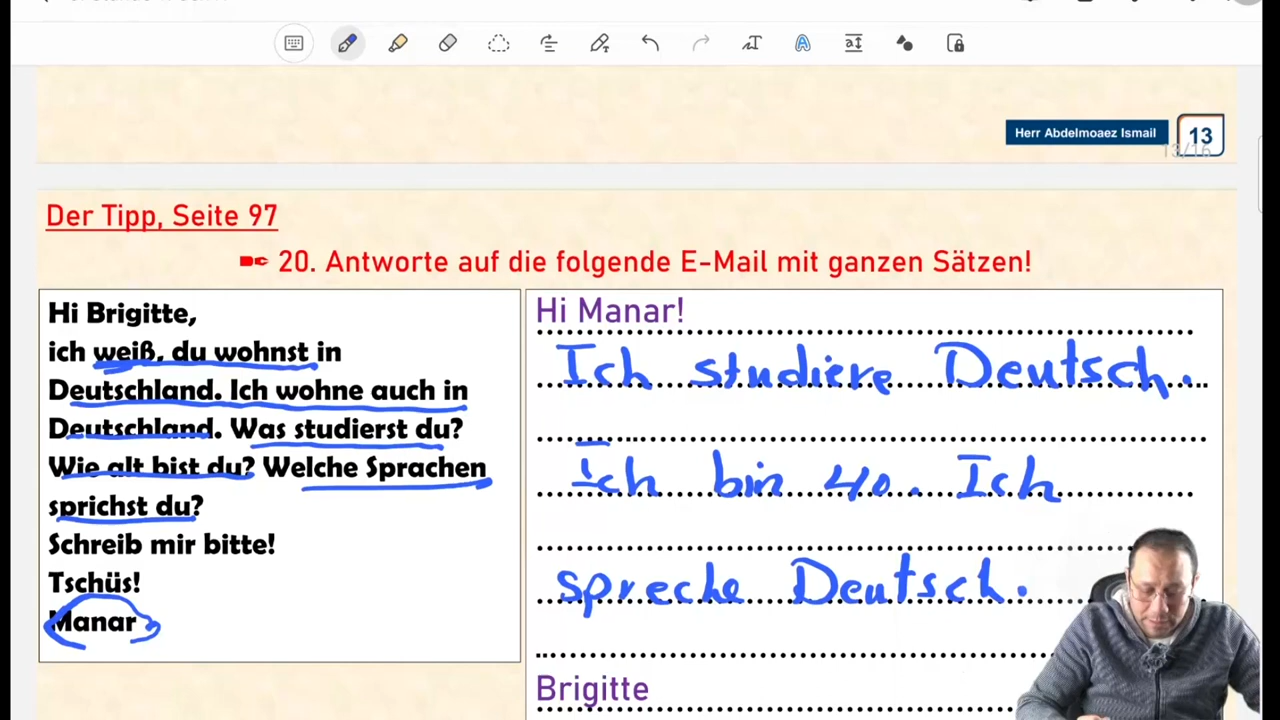 Herr Abdelmoaez Ismail
13
13/16
Der Tipp, Seite 97
20. Antworte auf die folgende E-Mail mit ganzen Sätzen!
Hi Brigitte,
ich weiß, du wohnst in
Deutschland. Ich wohne auch in
Deutschland. Was studierst du?
Wie alt bist du? Welche Sprachen
sprichst du?
Schreib mir bitte!
Tschüs!
Manar
Hi Manar!
Ich studiere Deutsch.
Ich bin 40. Ich
spreche Deutsch.
Brigitte